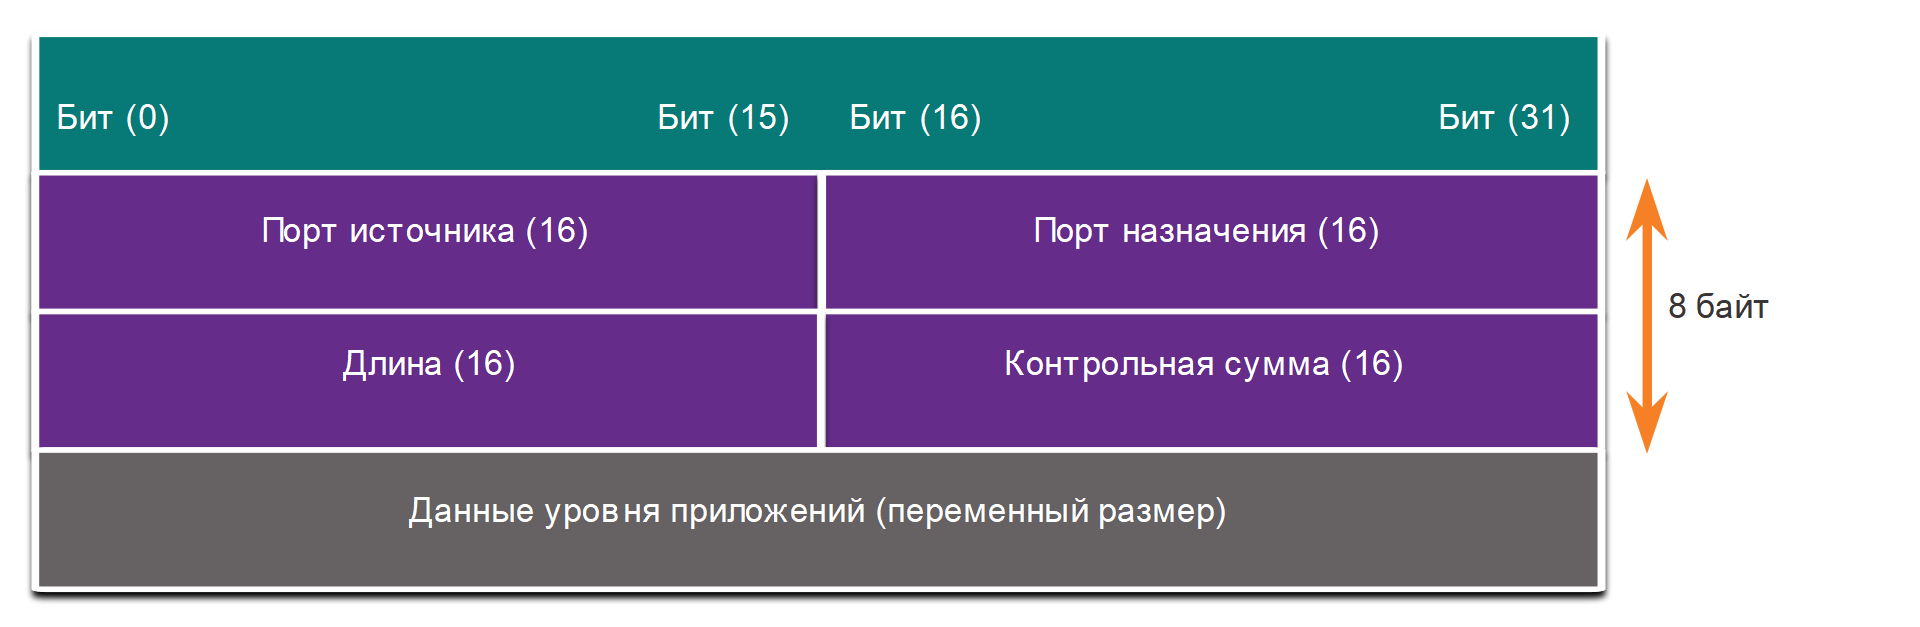 Бит (0) Бит (15) Бит (16) Бит (31)
Порт источника (16) Порт назначения (16)
8 байт
Длина (16) Контрольная сумма (16)
Данные уровня приложений (переменный размер)